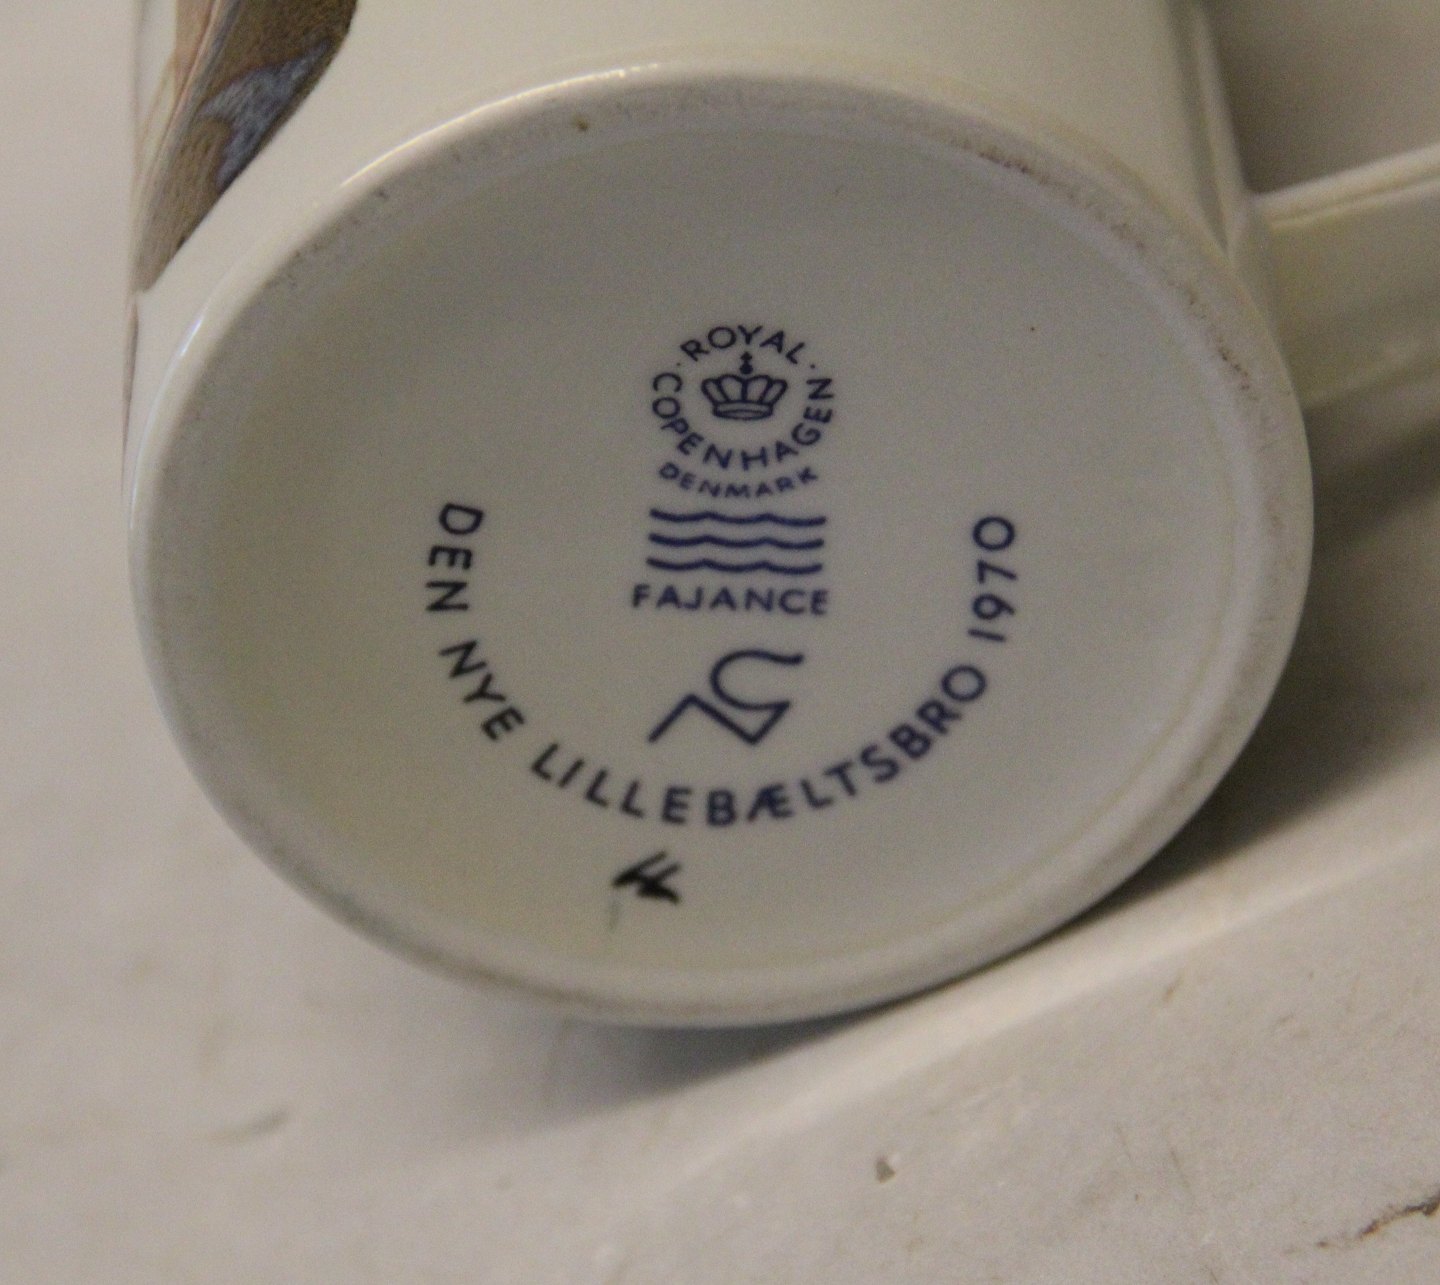 ROYAL
COPENHAGEN
DENMARK
FAJANCE
DEN NYE LILLEBÆLTSBRO 1970